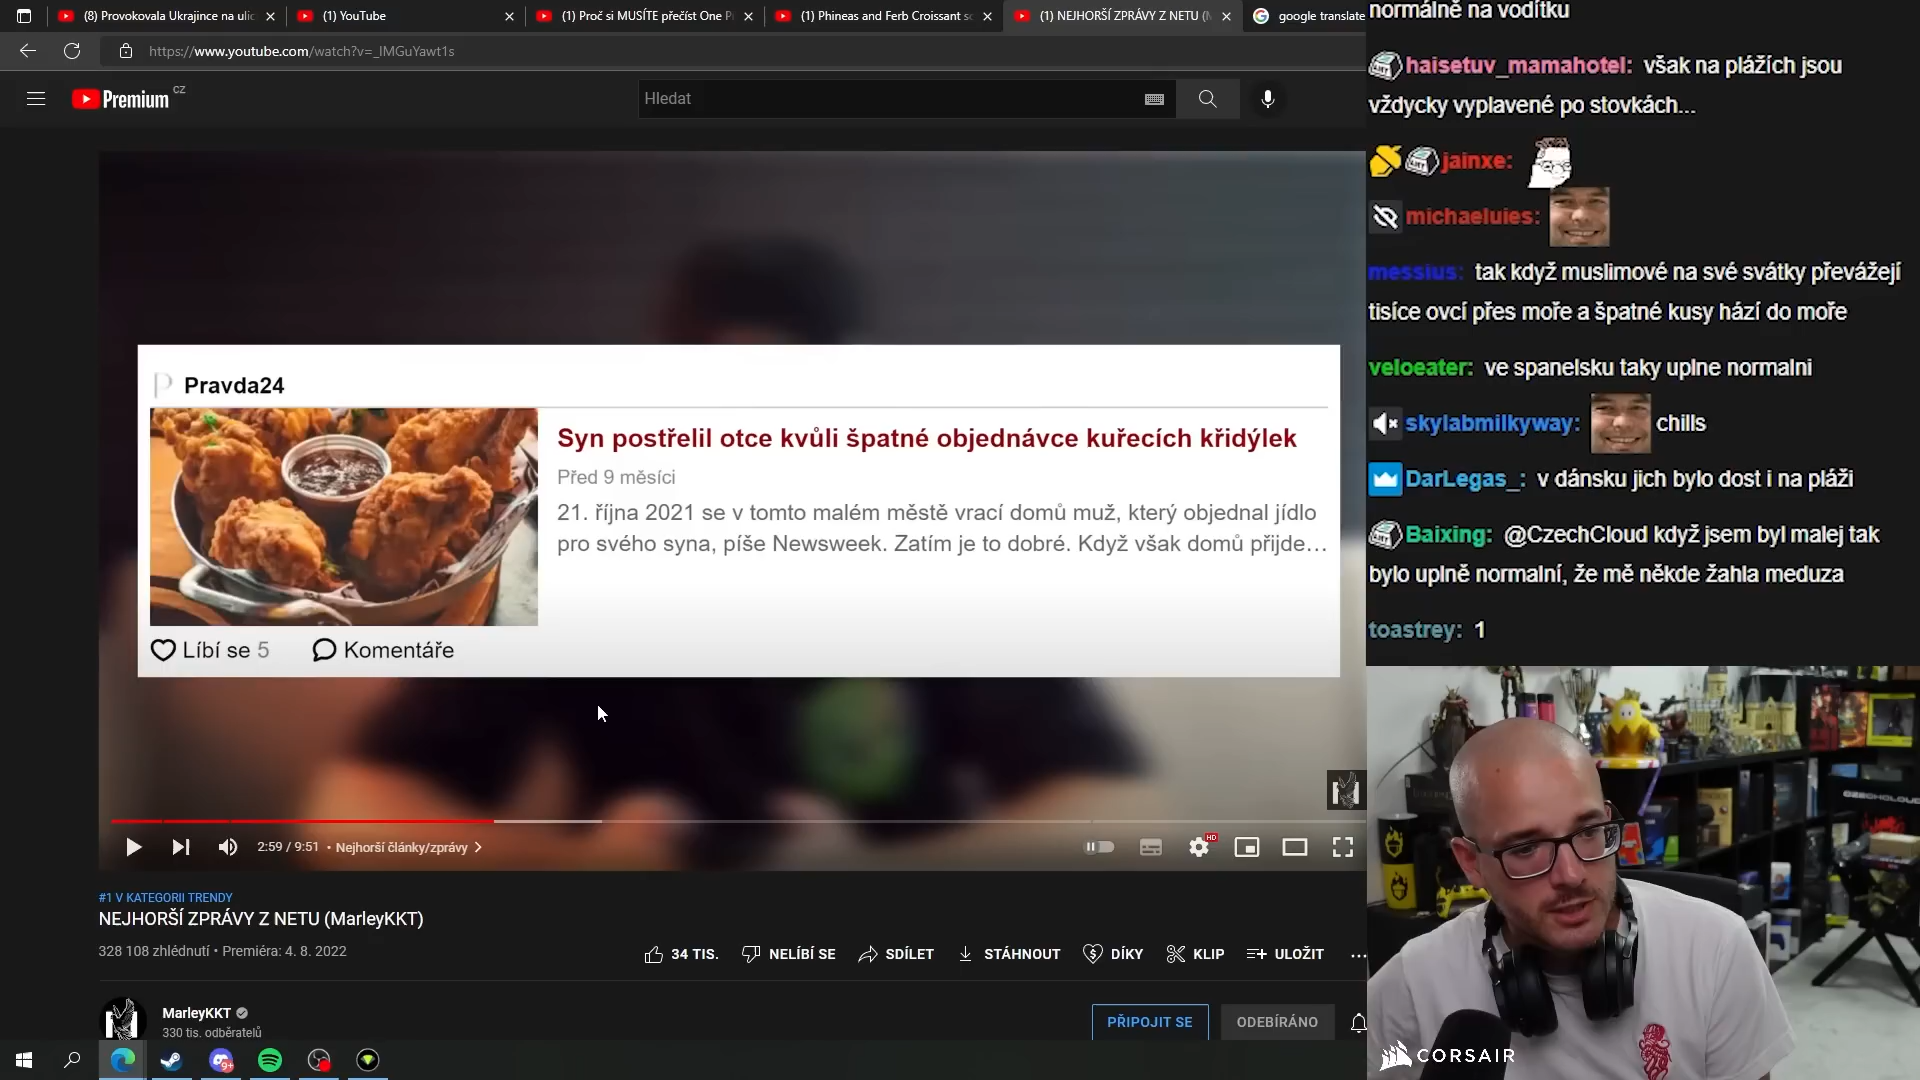 (8) Provokovala Ukrajince na ulic
(1) YouTube
(1) Proč si MUSÍTE přečíst One P
(1) Phineas and Ferb Croissant s
(1) NEJHORŠÍ ZPRÁVY Z NETU (
google translate
https://www.youtube.com/watch?v=_IMGuYawt1s
Premium CZ
Hledat
Pravda24
Syn postřelil otce kvůli špatné objednávce kuřecích křidýlek
Před 9 měsíci
21. října 2021 se v tomto malém městě vrací domů muž, který objednal jídlo
pro svého syna, píše Newsweek. Zatím je to dobré. Když však domů přijde…
Líbí se 5
Komentáře
2:59 / 9:51 • Nejhorší články/zprávy
HD
#1 V KATEGORII TRENDY
NEJHORŠÍ ZPRÁVY Z NETU (MarleyKKT)
328 108 zhlédnutí • Premiéra: 4. 8. 2022
34 TIS.
NELÍBÍ SE
SDÍLET
STÁHNOUT
DÍKY
KLIP
ULOŽIT
MarleyKKT
330 tis. odběratelů
PŘIPOJIT SE
ODEBÍRÁNO
9+
normálně na vodítku
haisetuv_mamahotel: však na plážích jsou
vždycky vyplavené po stovkách...
jainxe:
michaeluies:
messius: tak když muslimové na své svátky převážejí
tisíce ovcí přes moře a špatné kusy hází do moře
veloeater: ve spanelsku taky uplne normalni
skylabmilkyway: chills
DarLegas_: v dánsku jich bylo dost i na pláži
Baixing: @CzechCloud když jsem byl malej tak
bylo uplně normalní, že mě někde žahla meduza
toastrey: 1
CZECHCLOUD
CORSAIR